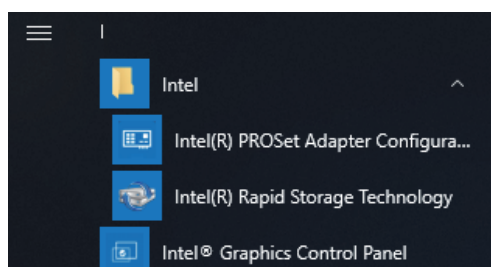 I
Intel
Intel(R) PROSet Adapter Configura...
Intel(R) Rapid Storage Technology
Intel® Graphics Control Panel